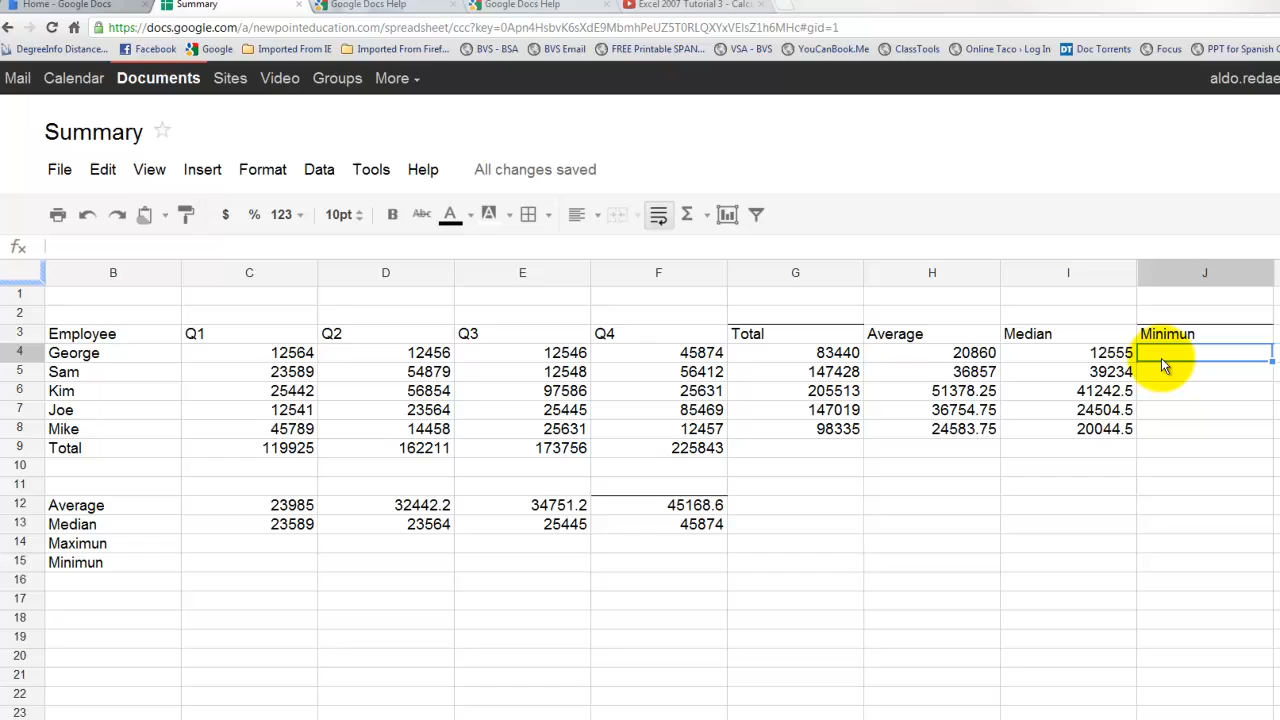 Home - Google Docs Summary Google Docs Help Google Docs Help Excel 2007 Tutorial 3 - Calc
https://docs.google.com/a/newpointeducation.com/spreadsheet/ccc?key=0Apn4HsbvK6sXdE9MbmhPeUZ5T0RLQXYxVEIsZ1h6MHc#gid=1
DegreeInfo Distance... Facebook Google Imported From IE Imported From Firef... BVS - BSA BVS Email FREE Printable SPAN... VSA - BVS YouCanBook.Me ClassTools Online Taco › Log In DT Doc Torrents Focus PPT for Spanish C
Mail Calendar Documents Sites Video Groups More aldo.redae
Summary
File Edit View Insert Format Data Tools Help All changes saved
$ % 123 10pt B Abc A A Σ
fx
B C D E F G H I J
1
2
3 Employee Q1 Q2 Q3 Q4 Total Average Median Minimun
4 George 12564 12456 12546 45874 83440 20860 12555
5 Sam 23589 54879 12548 56412 147428 36857 39234
6 Kim 25442 56854 97586 25631 205513 51378.25 41242.5
7 Joe 12541 23564 25445 85469 147019 36754.75 24504.5
8 Mike 45789 14458 25631 12457 98335 24583.75 20044.5
9 Total 119925 162211 173756 225843
10
11
12 Average 23985 32442.2 34751.2 45168.6
13 Median 23589 23564 25445 45874
14 Maximun
15 Minimun
16
17
18
19
20
21
22
23